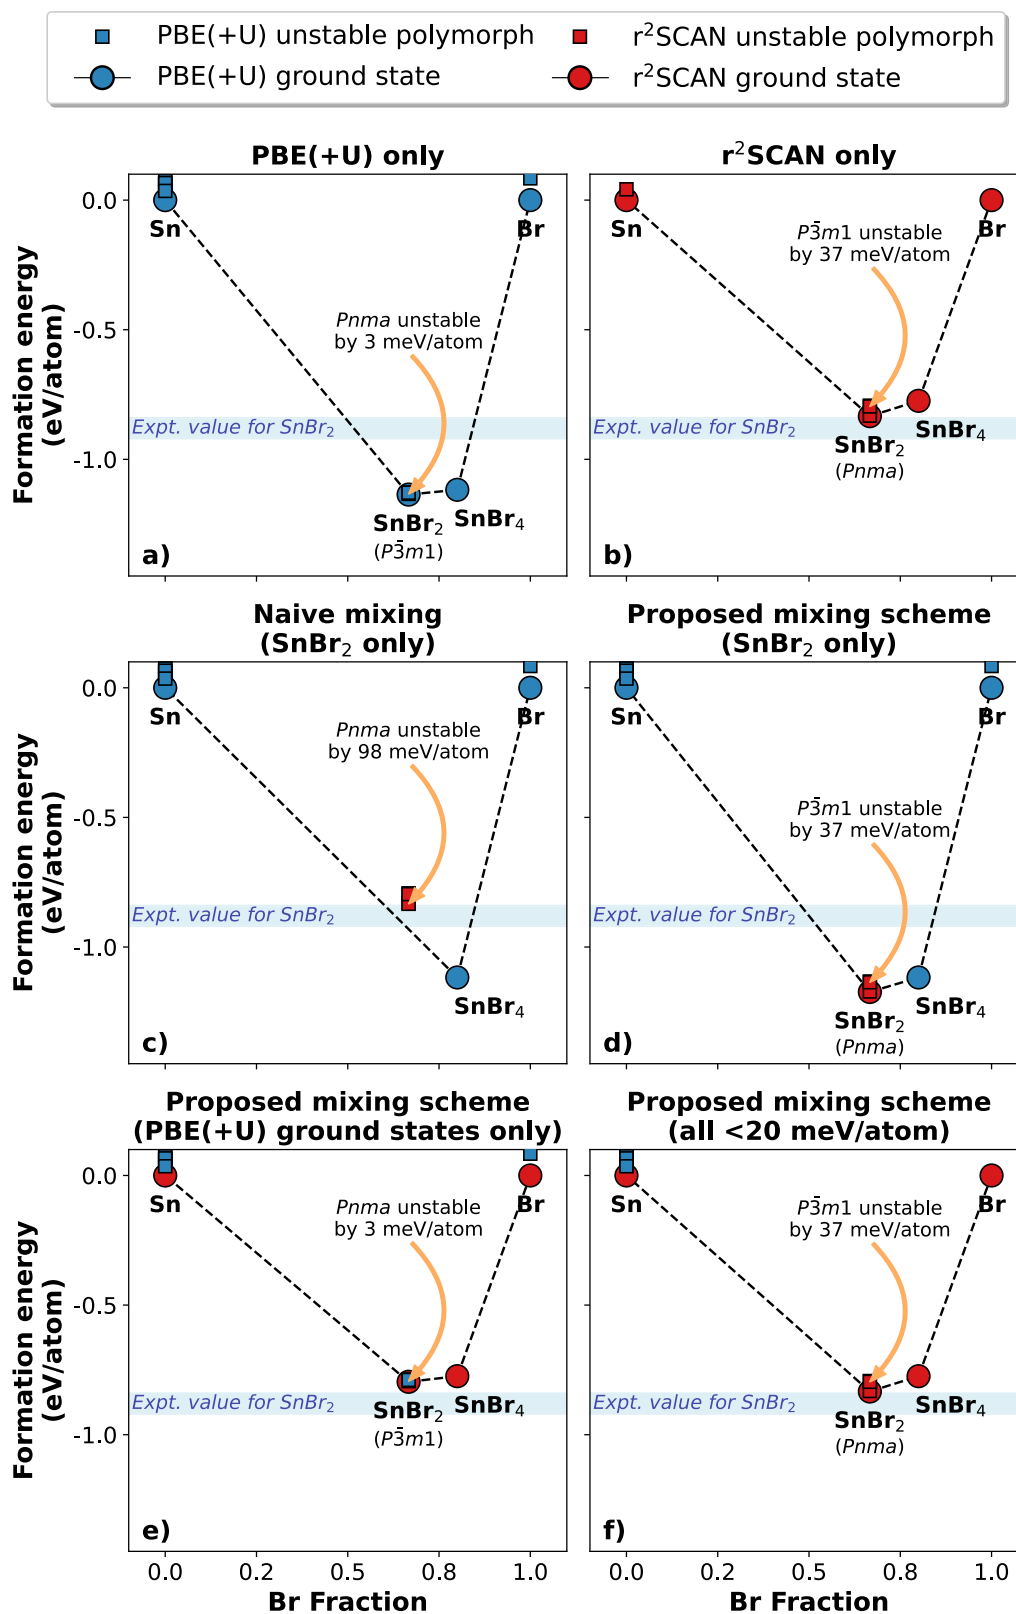 PBE(+U) unstable polymorph
r²SCAN unstable polymorph
PBE(+U) ground state
r²SCAN ground state
PBE(+U) only
0.0
-0.5
-1.0
Formation energy
(eV/atom)
Sn
Br
Pnma unstable
by 3 meV/atom
Expt. value for SnBr₂
SnBr₂
(P3̄m1)
SnBr₄
a)
r²SCAN only
Sn
Br
P3̄m1 unstable
by 37 meV/atom
Expt. value for SnBr₂
SnBr₂
(Pnma)
SnBr₄
b)
Naive mixing
(SnBr₂ only)
0.0
-0.5
-1.0
Formation energy
(eV/atom)
Sn
Br
Pnma unstable
by 98 meV/atom
Expt. value for SnBr₂
SnBr₄
c)
Proposed mixing scheme
(SnBr₂ only)
Sn
Br
P3̄m1 unstable
by 37 meV/atom
Expt. value for SnBr₂
SnBr₂
(Pnma)
SnBr₄
d)
Proposed mixing scheme
(PBE(+U) ground states only)
0.0
-0.5
-1.0
Formation energy
(eV/atom)
Sn
Br
Pnma unstable
by 3 meV/atom
Expt. value for SnBr₂
SnBr₂
(P3̄m1)
SnBr₄
e)
0.0 0.2 0.5 0.8 1.0
Br Fraction
Proposed mixing scheme
(all <20 meV/atom)
Sn
Br
P3̄m1 unstable
by 37 meV/atom
Expt. value for SnBr₂
SnBr₂
(Pnma)
SnBr₄
f)
0.0 0.2 0.5 0.8 1.0
Br Fraction